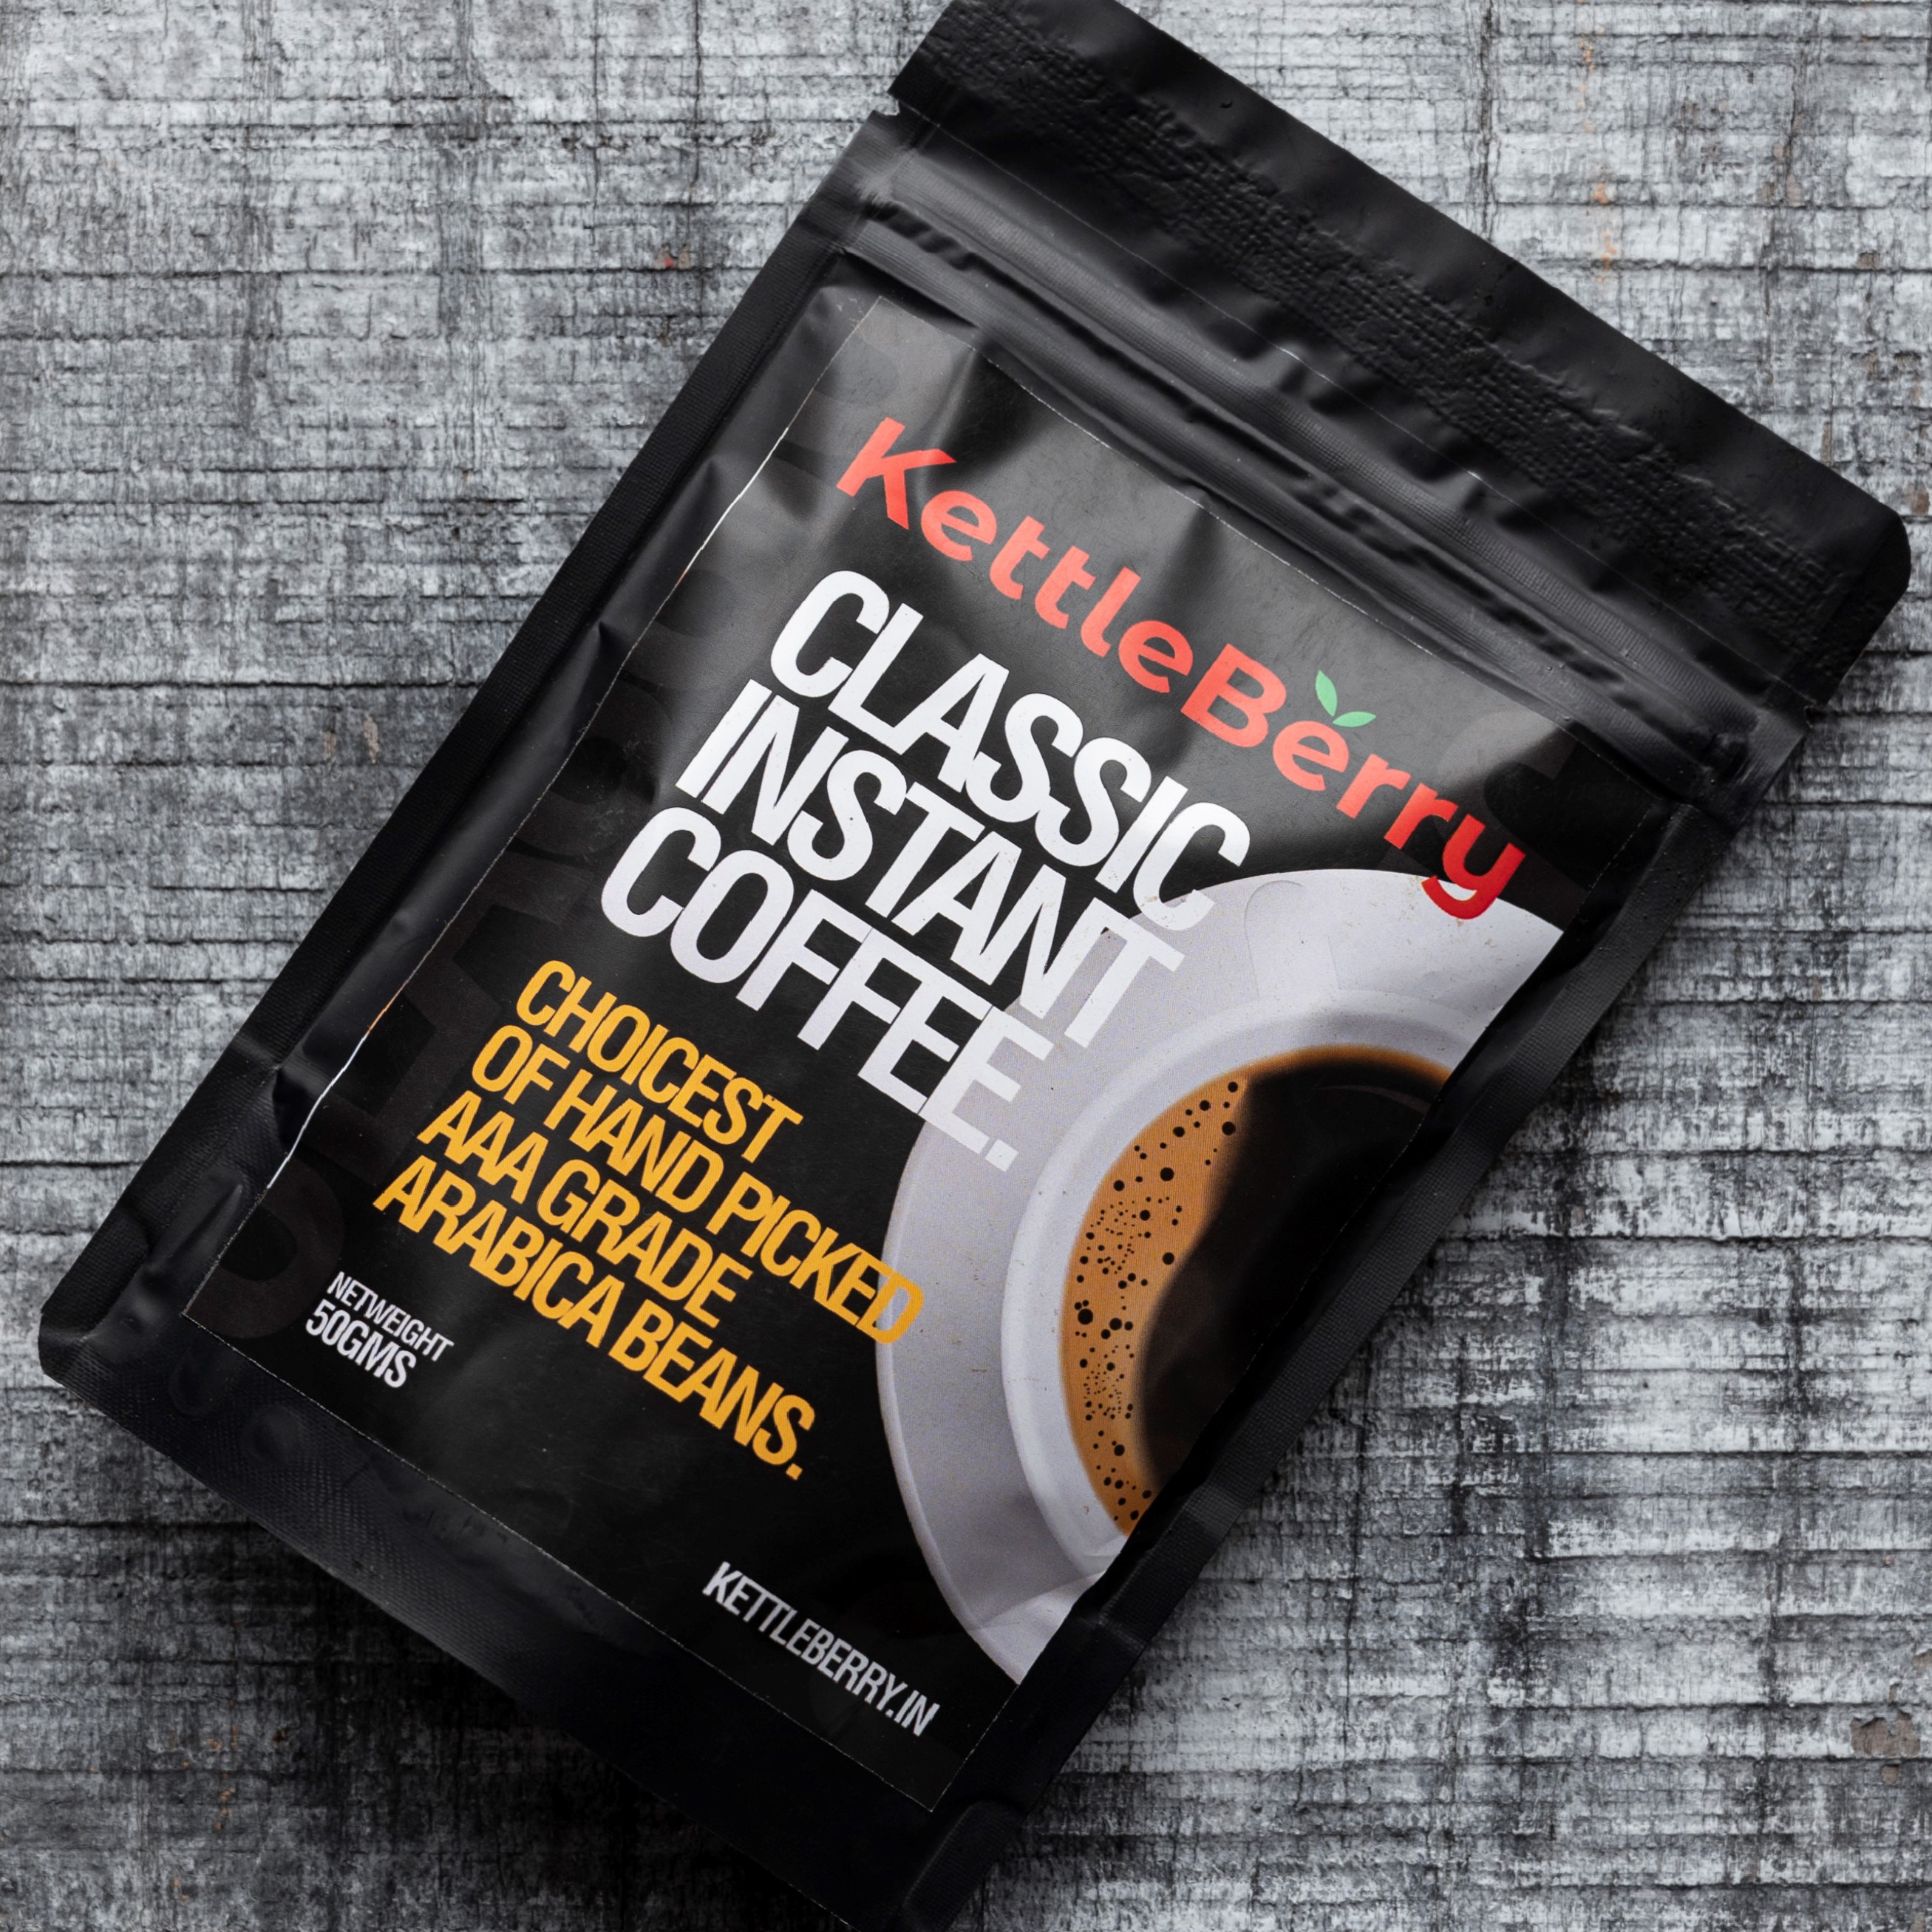 KettleBerry
CLASSIC
INSTANT
COFFEE.
CHOICEST
OF HAND PICKED
AAA GRADE
ARABICA BEANS.
NETWEIGHT
50GMS
KETTLEBERRY.IN